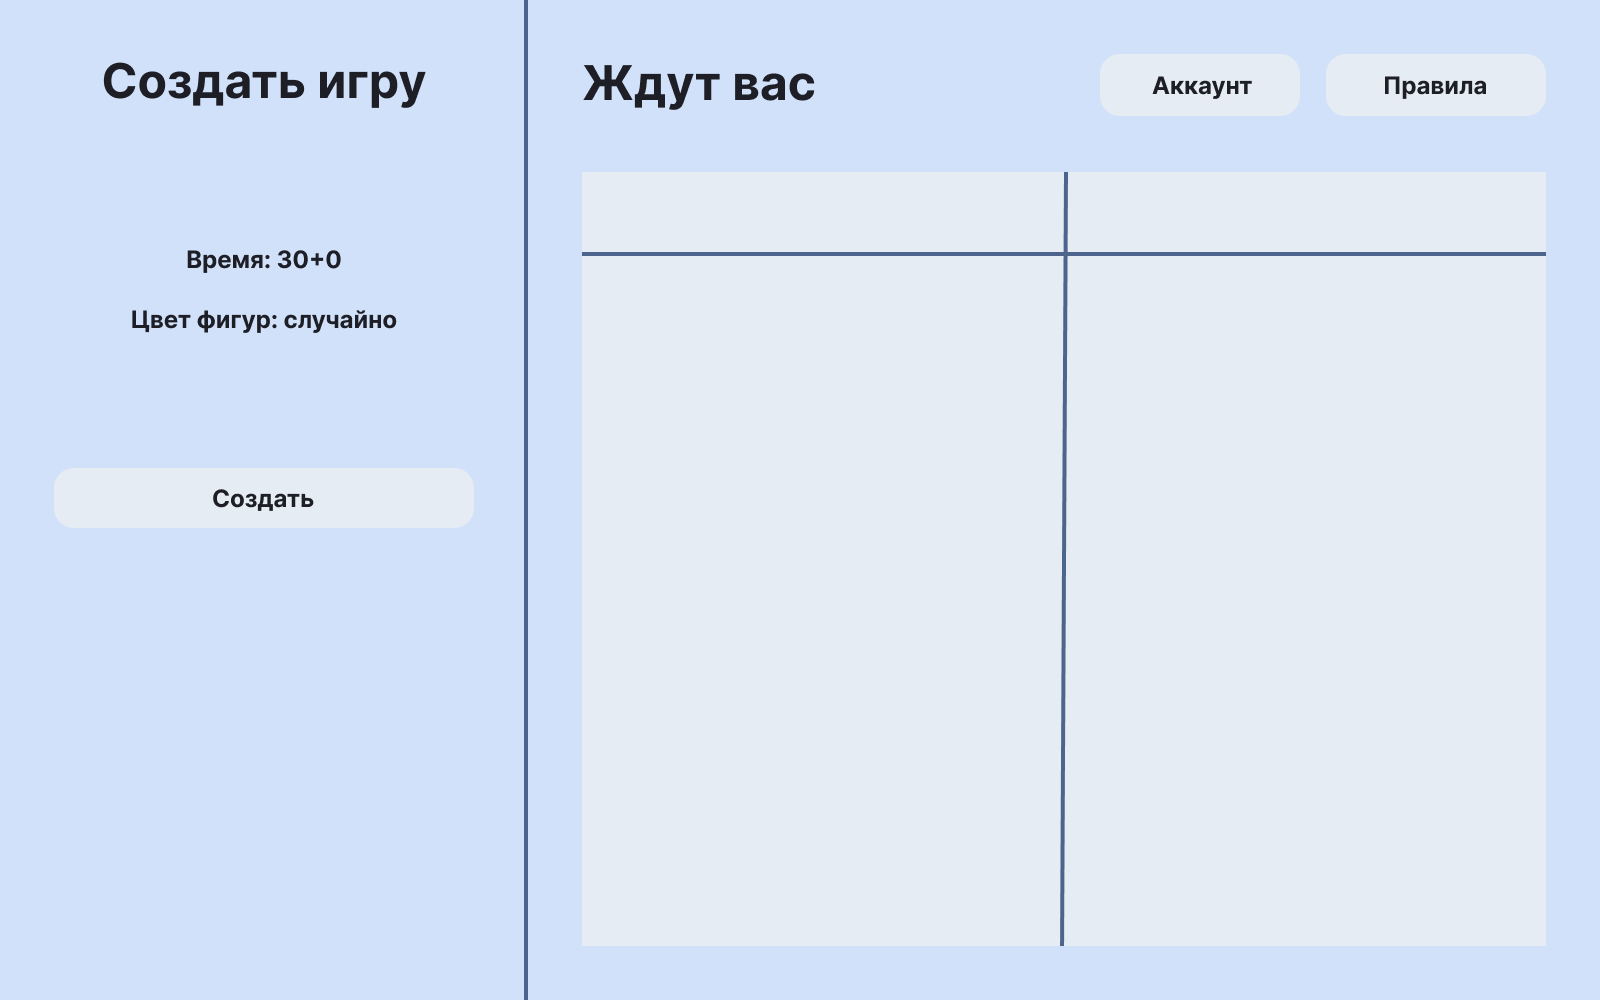 Создать игру
Время: 30+0
Цвет фигур: случайно
Создать
Ждут вас
Аккаунт
Правила